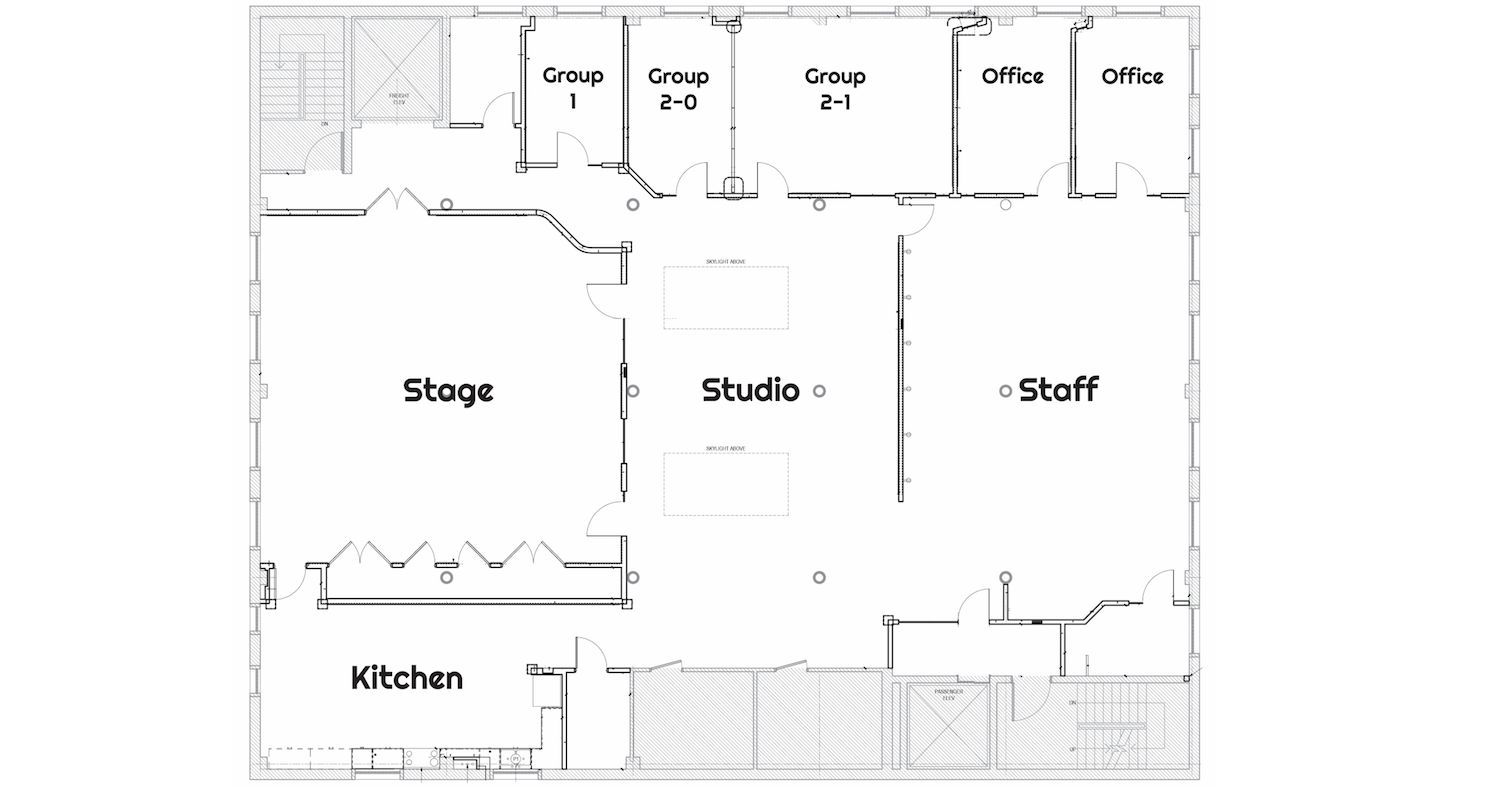 Group
1
Group
2-0
Group
2-1
Office
Office
FREIGHT
ELEV
DN
SKYLIGHT ABOVE
Stage
Studio
Staff
SKYLIGHT ABOVE
Kitchen
PASSENGER
ELEV
DN
UP